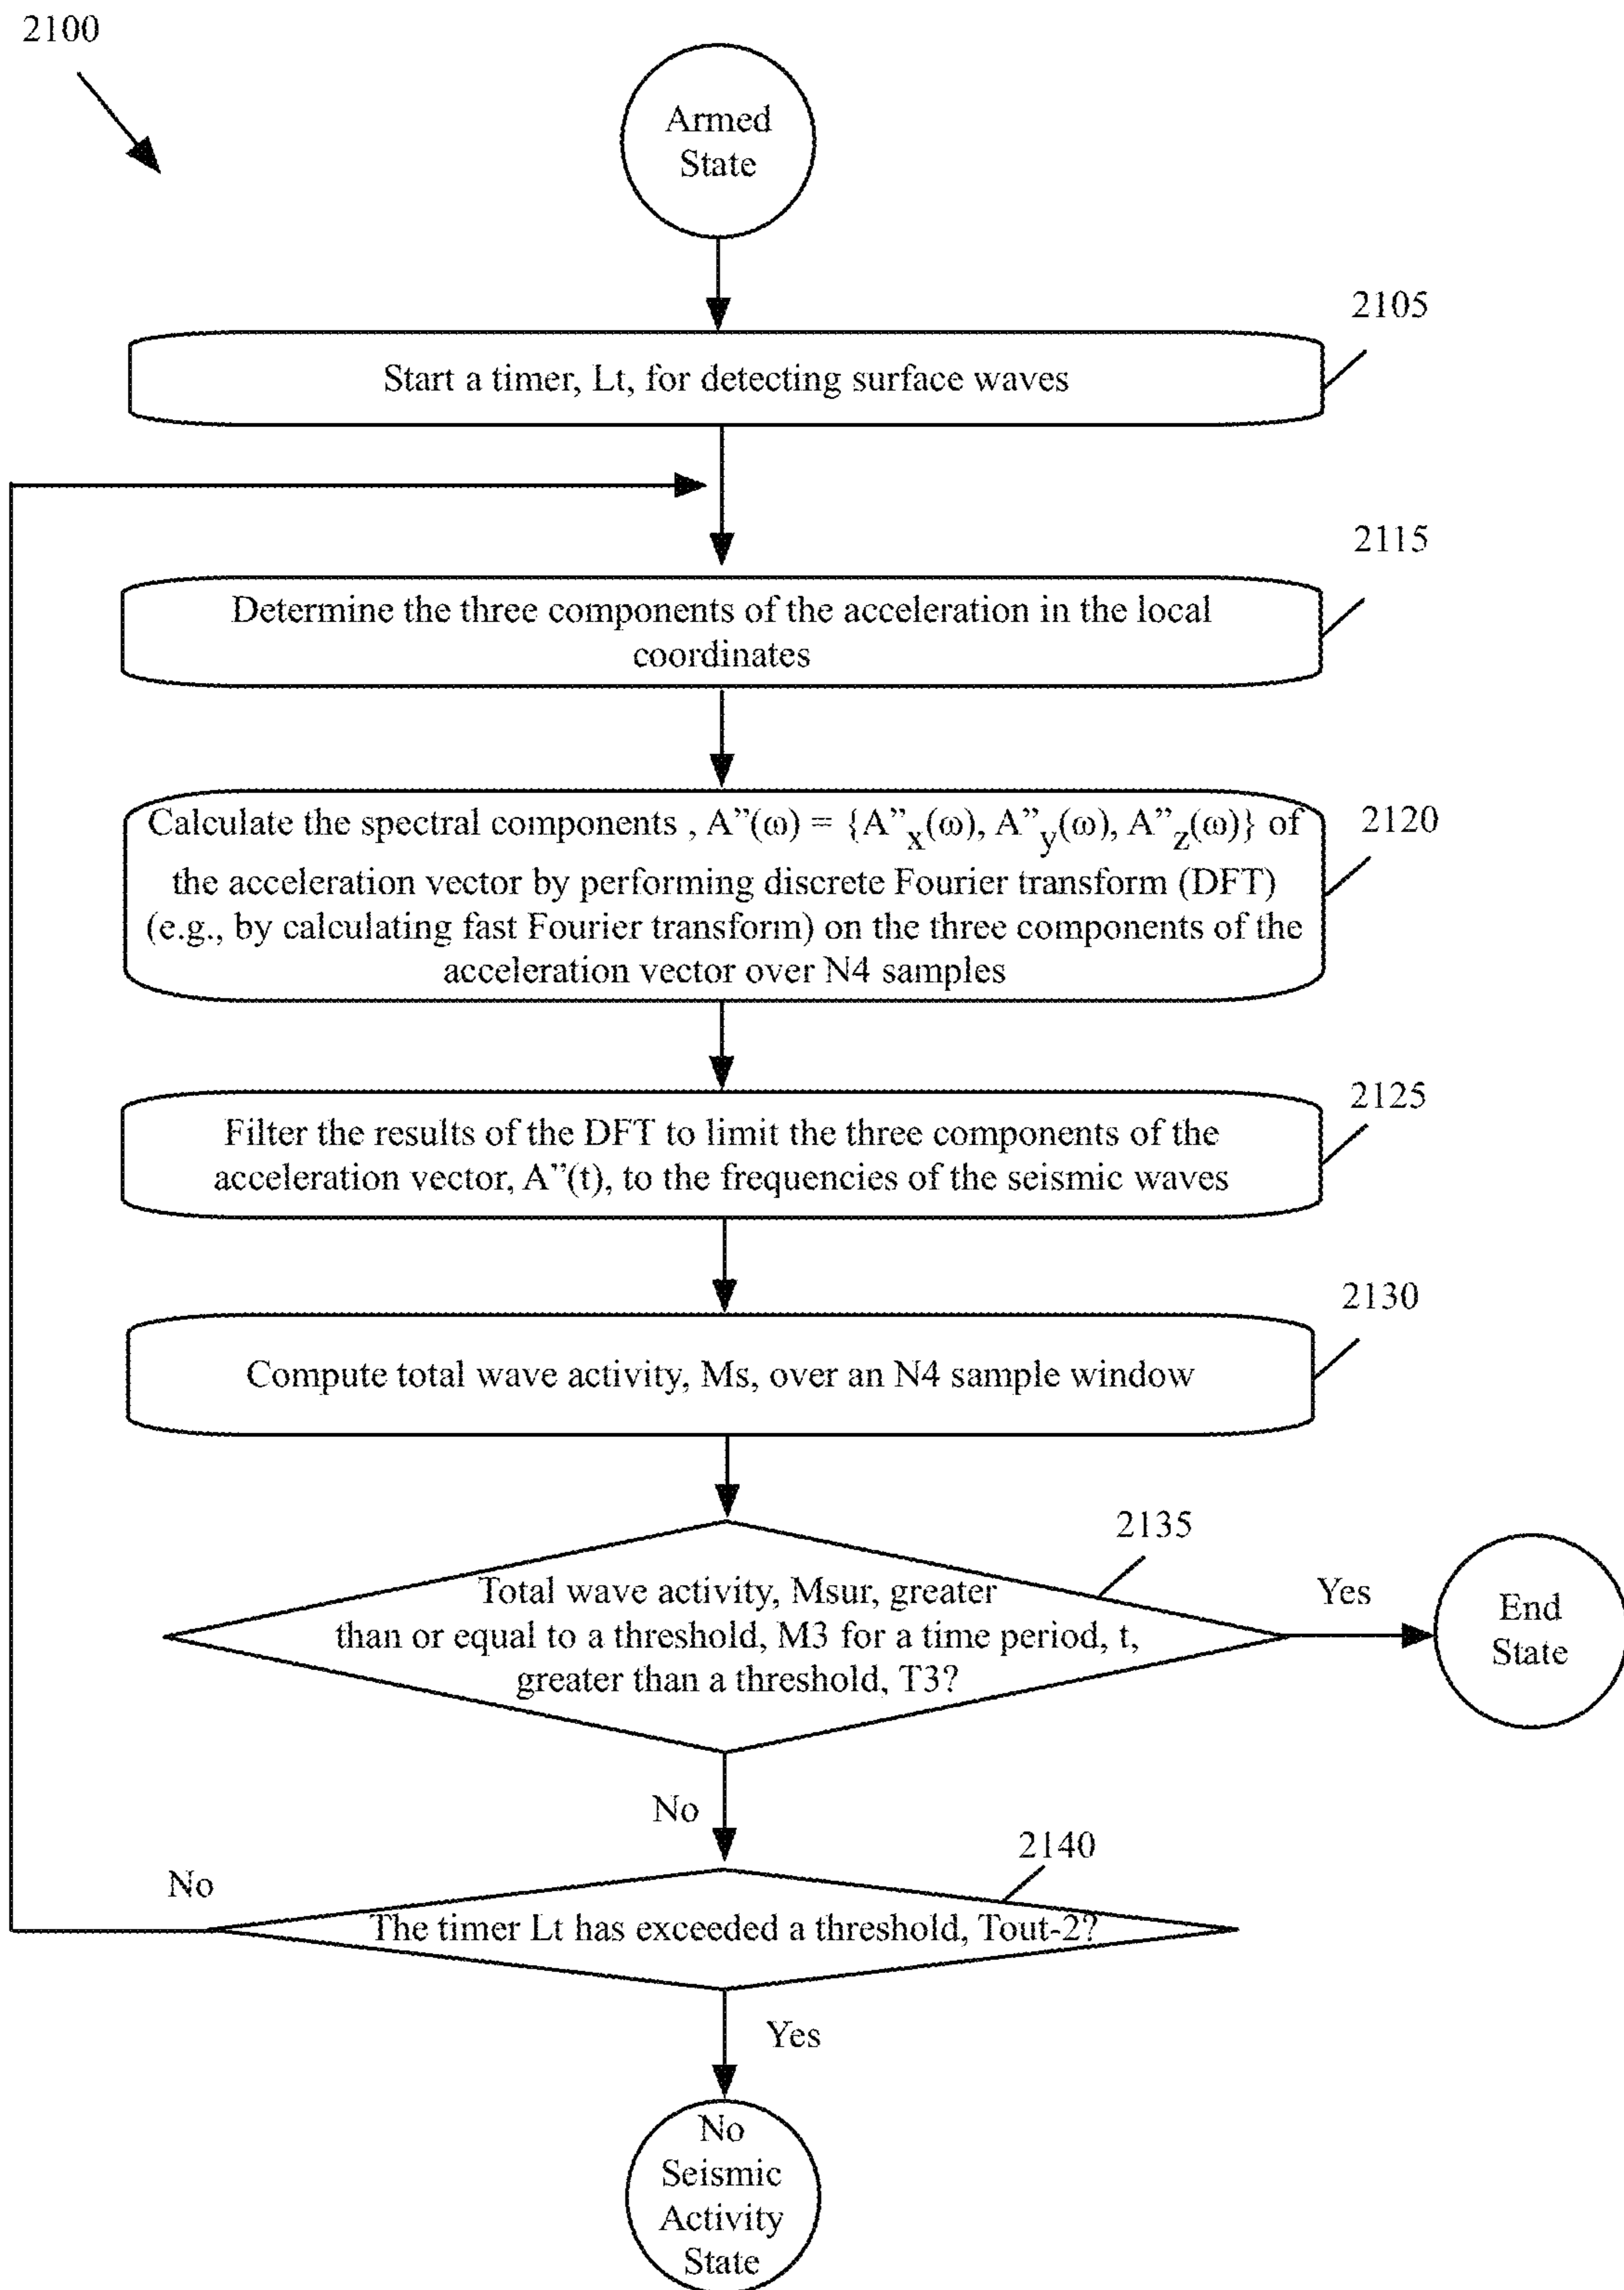 2100
Armed
State
2105
Start a timer, Lt, for detecting surface waves
2115
Determine the three components of the acceleration in the local
coordinates
Calculate the spectral components , A”(ω) = {A”x(ω), A”y(ω), A”z(ω)} of
the acceleration vector by performing discrete Fourier transform (DFT)
(e.g., by calculating fast Fourier transform) on the three components of the
acceleration vector over N4 samples
2120
2125
Filter the results of the DFT to limit the three components of the
acceleration vector, A”(t), to the frequencies of the seismic waves
2130
Compute total wave activity, Ms, over an N4 sample window
2135
Total wave activity, Msur, greater
than or equal to a threshold, M3 for a time period, t,
greater than a threshold, T3?
Yes
End
State
No
2140
No
The timer Lt has exceeded a threshold, Tout-2?
Yes
No
Seismic
Activity
State